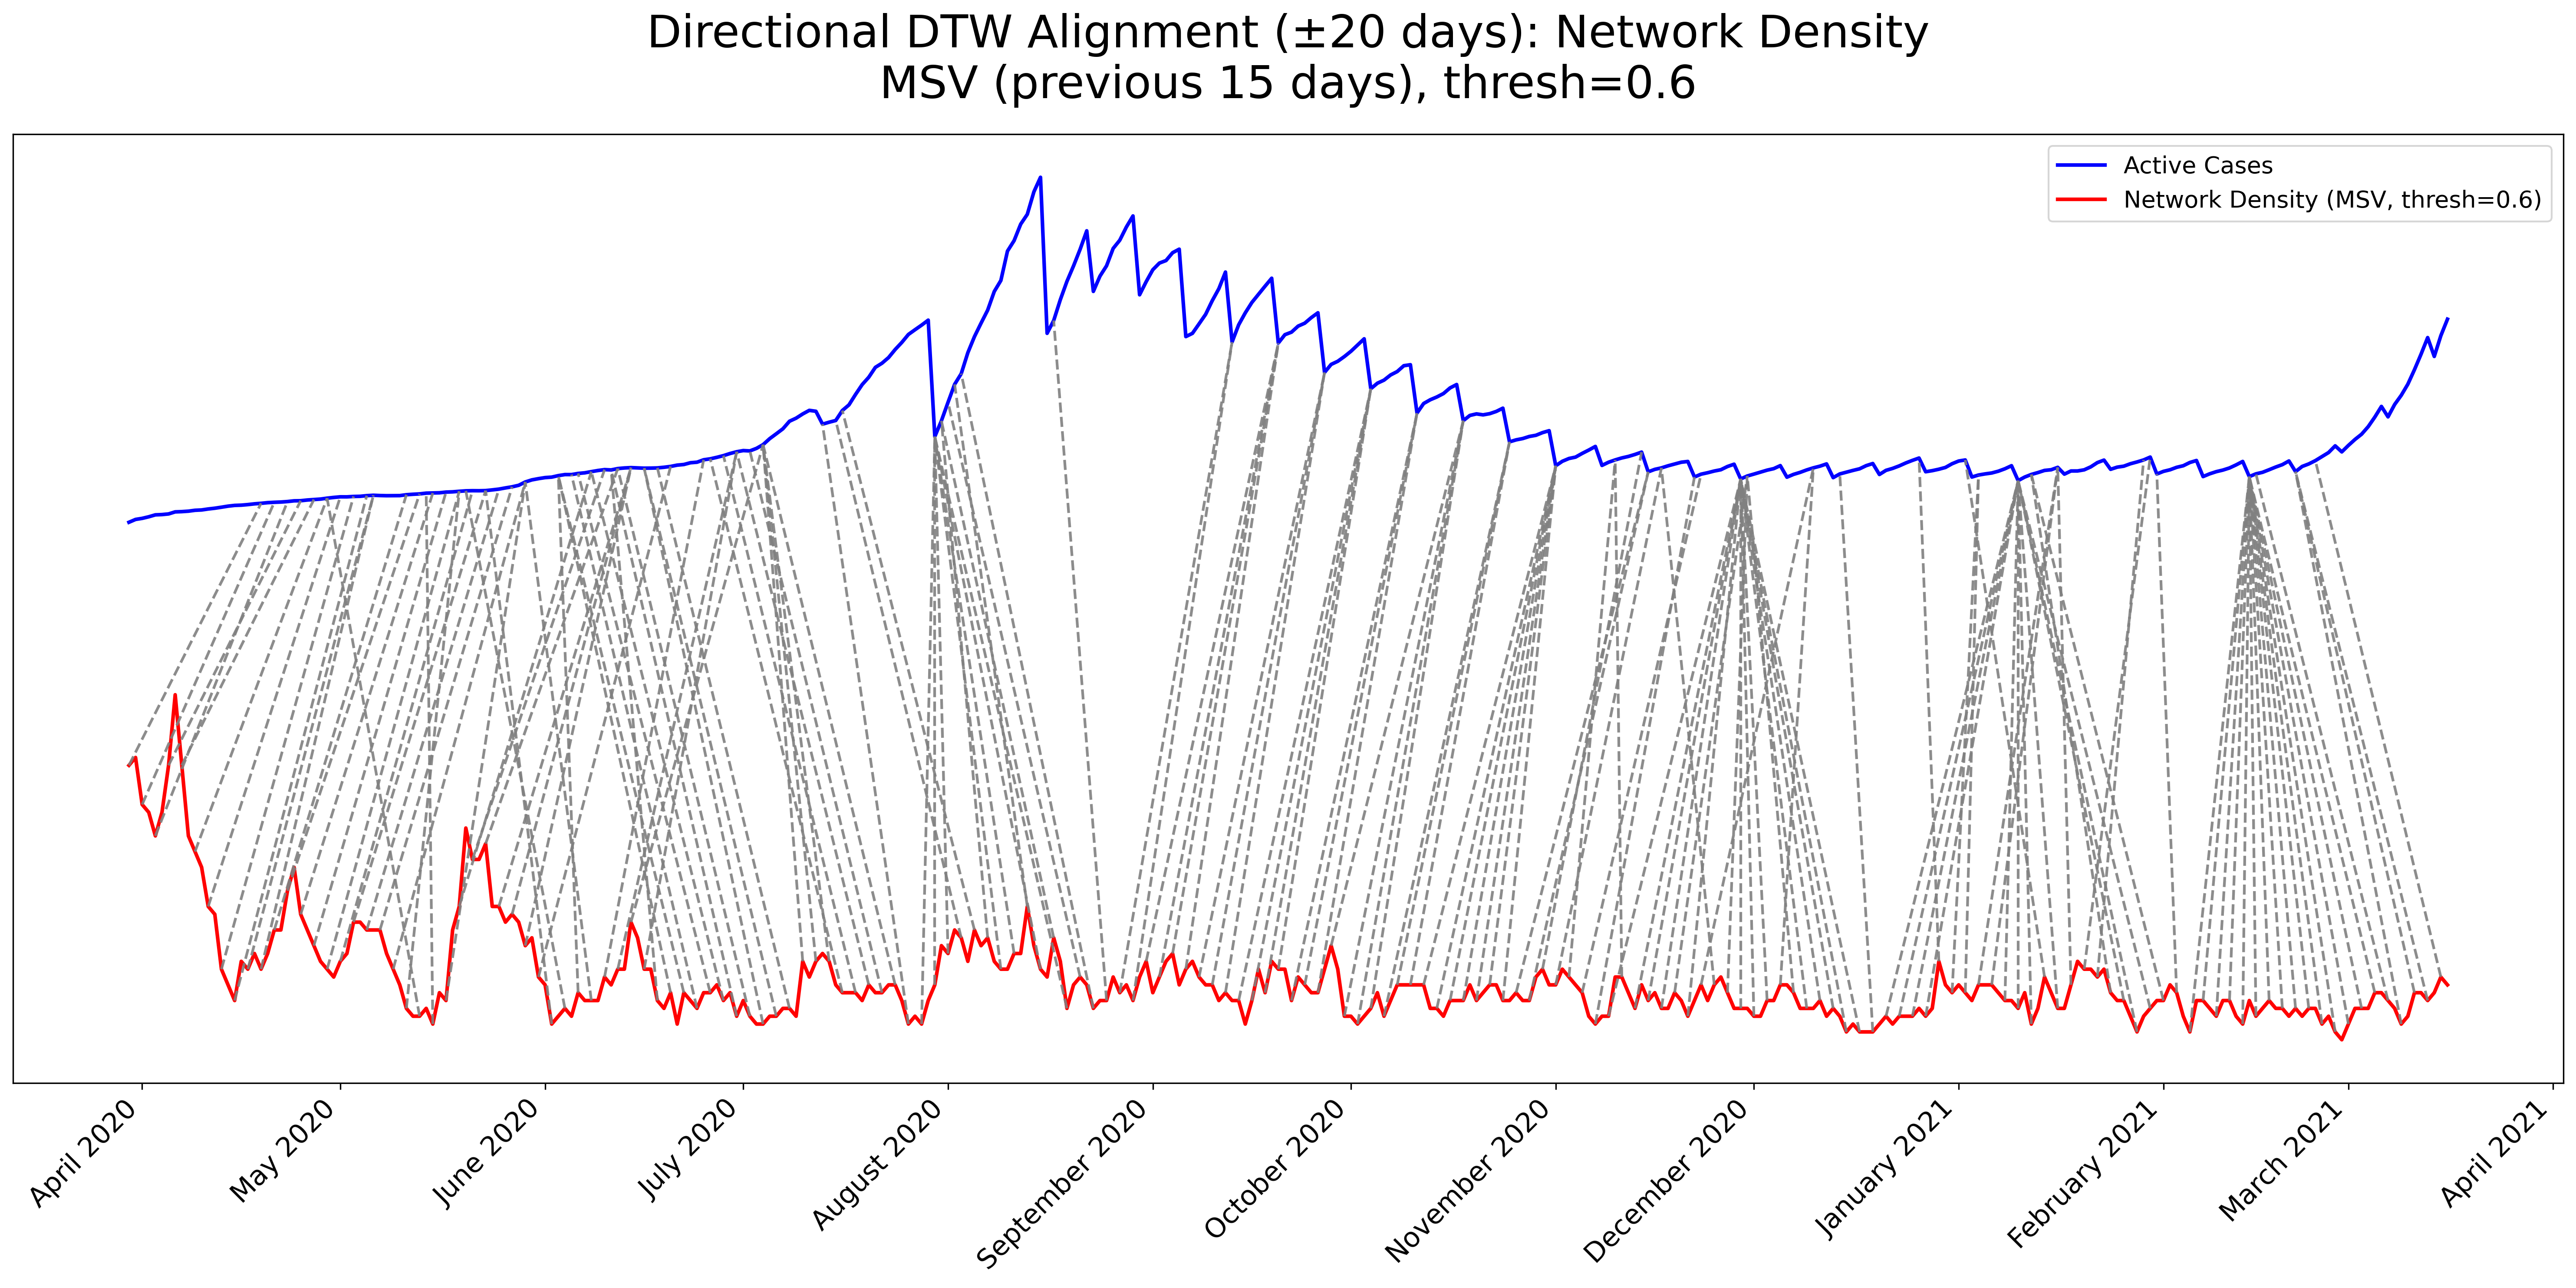 Directional DTW Alignment (±20 days): Network Density
MSV (previous 15 days), thresh=0.6
Active Cases
Network Density (MSV, thresh=0.6)
April 2020
May 2020
June 2020
July 2020
August 2020
September 2020
October 2020
November 2020
December 2020
January 2021
February 2021
March 2021
April 2021